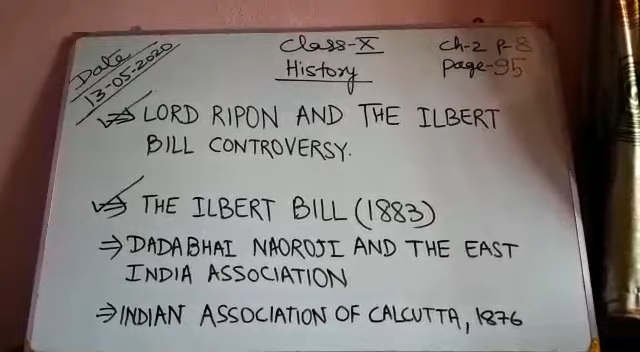 Date
13-05-2020
Class-X
History
Ch-2 P-8
Page-95
⇒ LORD RIPON AND THE ILBERT
BILL CONTROVERSY.
⇒ THE ILBERT BILL (1883)
⇒ DADABHAI NAOROJI AND THE EAST
INDIA ASSOCIATION
⇒ INDIAN ASSOCIATION OF CALCUTTA, 1876